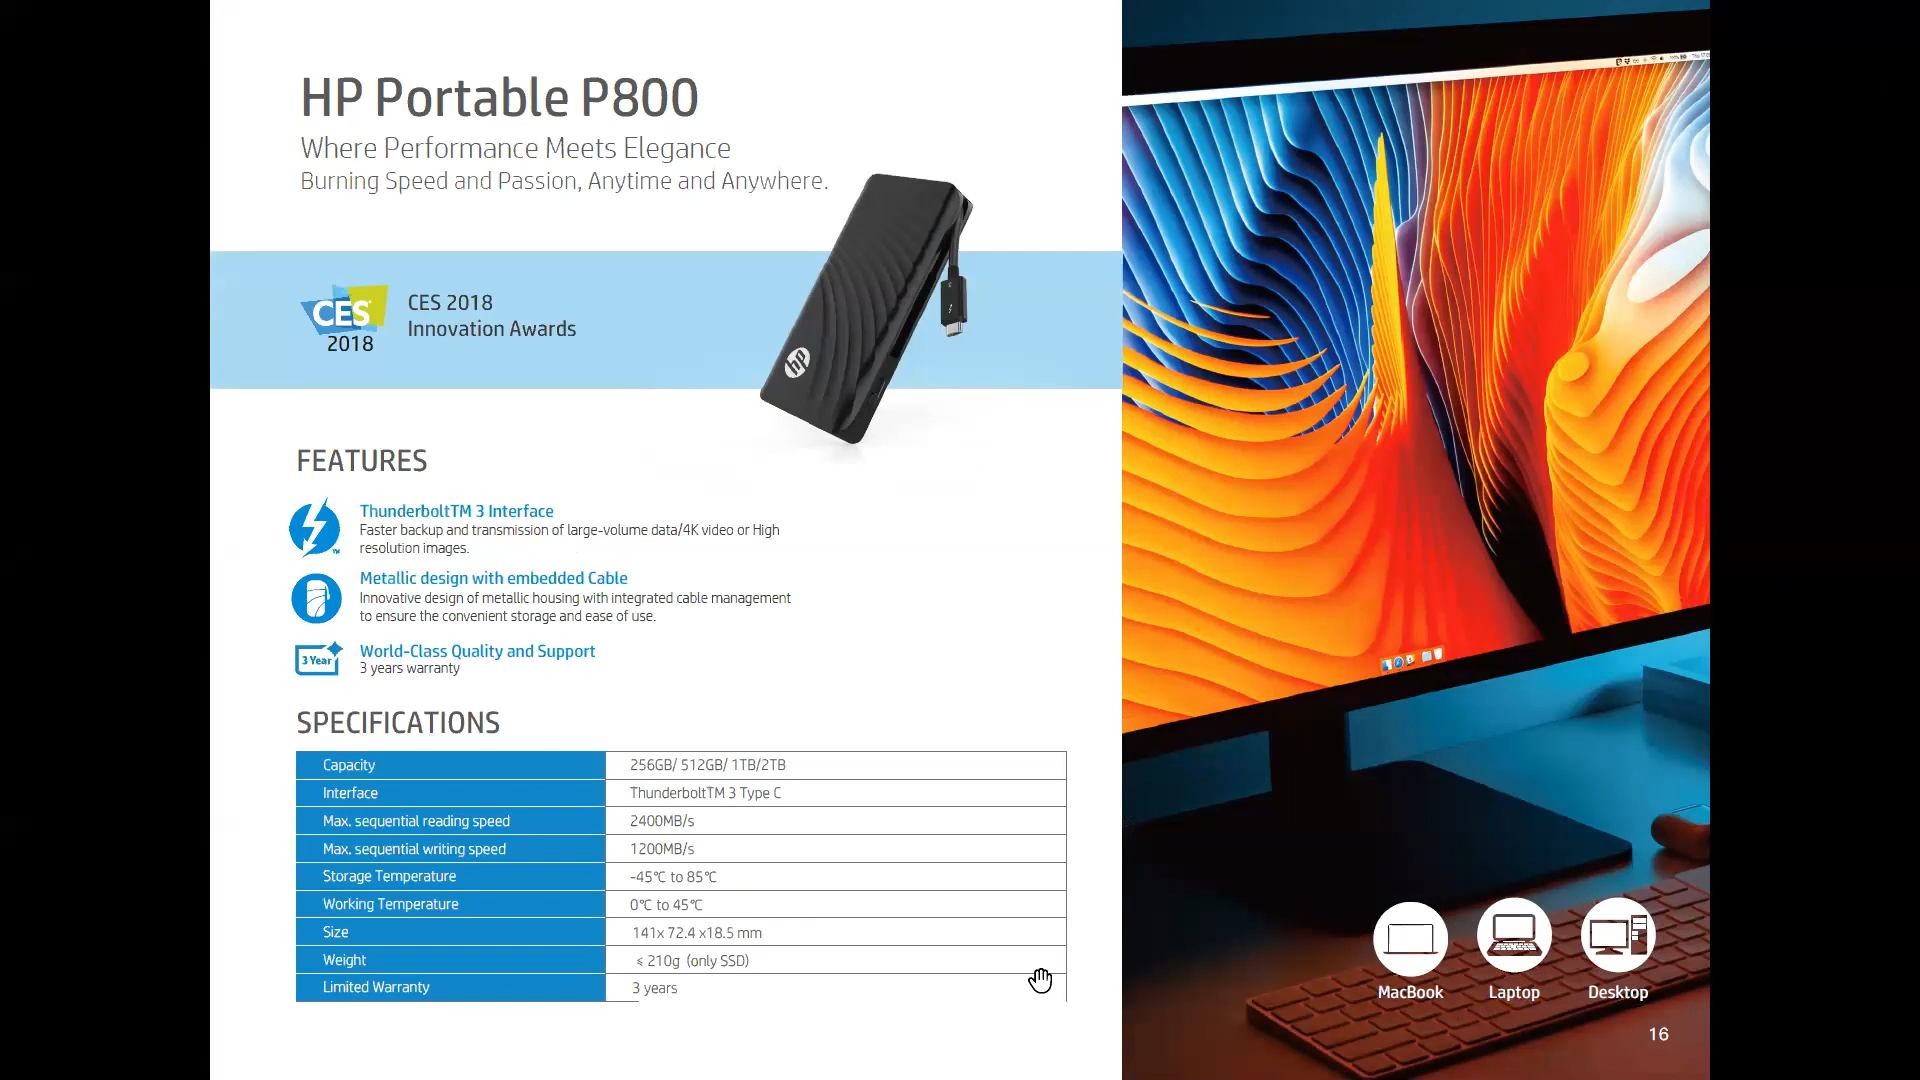 HP Portable P800
Where Performance Meets Elegance
Burning Speed and Passion, Anytime and Anywhere.
CES
2018
CES 2018
Innovation Awards
hp
FEATURES
ThunderboltTM 3 Interface
Faster backup and transmission of large-volume data/4K video or High
resolution images.
Metallic design with embedded Cable
Innovative design of metallic housing with integrated cable management
to ensure the convenient storage and ease of use.
3 Year
World-Class Quality and Support
3 years warranty
SPECIFICATIONS
Capacity 256GB/ 512GB/ 1TB/2TB
Interface ThunderboltTM 3 Type C
Max. sequential reading speed 2400MB/s
Max. sequential writing speed 1200MB/s
Storage Temperature -45℃ to 85℃
Working Temperature 0℃ to 45℃
Size 141x 72.4 x18.5 mm
Weight ≤ 210g (only SSD)
Limited Warranty 3 years
MacBook Laptop Desktop
16